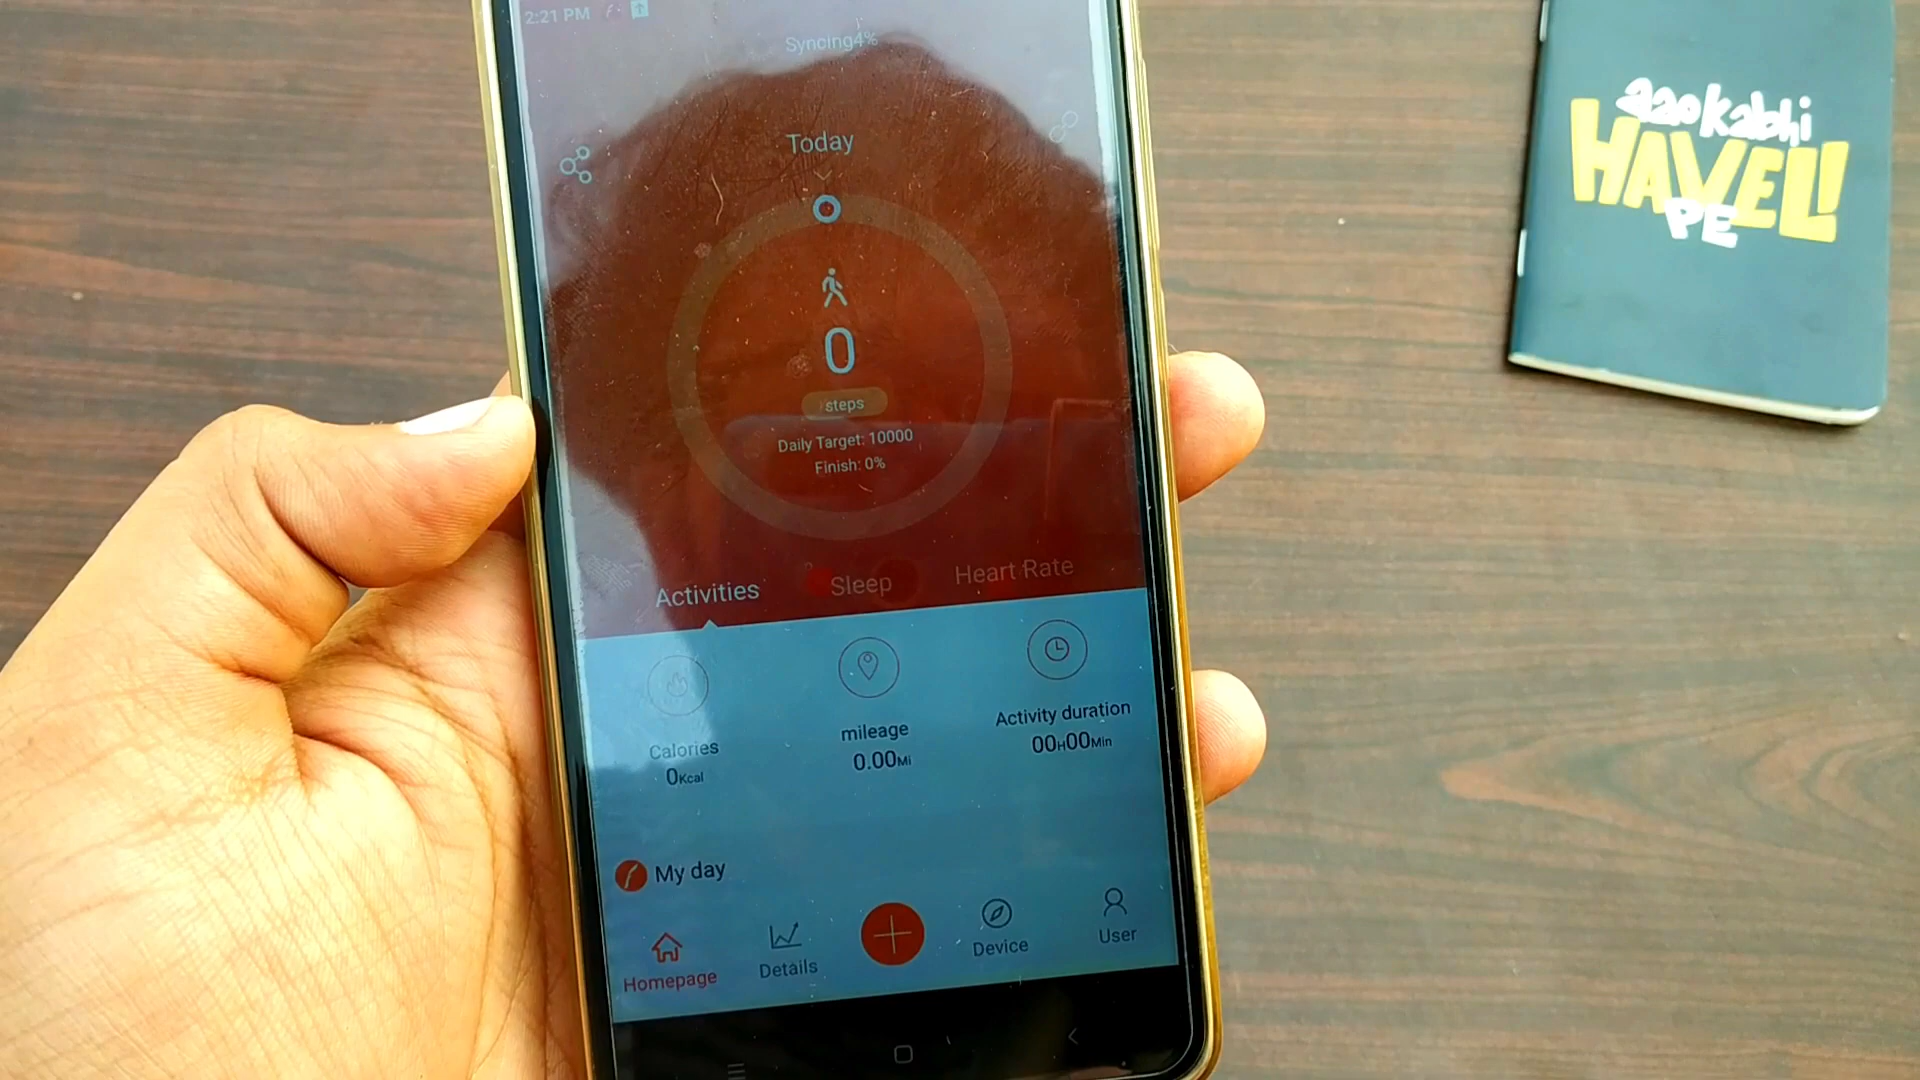 2:21 PM
Syncing4%
Today
0
steps
Daily Target: 10000
Finish: 0%
Activities
Sleep
Heart Rate
Calories
0Kcal
mileage
0.00Mi
Activity duration
00H00Min
My day
Homepage
Details
Device
User
aao kabhi
HAVELI
PE